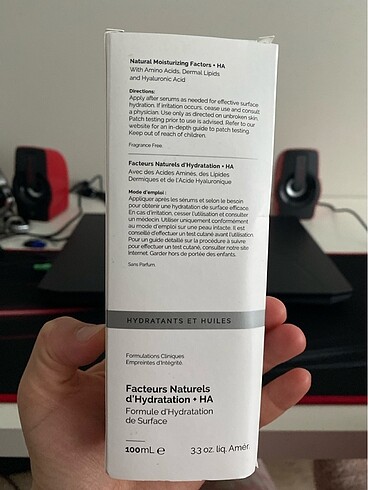 Natural Moisturizing Factors + HA
With Amino Acids, Dermal Lipids
and Hyaluronic Acid
Directions:
Apply after serums as needed for effective surface
hydration. If irritation occurs, cease use and consult
a physician. Use only as directed on unbroken skin.
Patch testing prior to use is advised. Refer to our
website for an in-depth guide to patch testing.
Keep out of reach of children.
Fragrance Free.
Facteurs Naturels d'Hydratation + HA
Avec des Acides Aminés, des Lipides
Dermiques et de l'Acide Hyaluronique
Mode d'emploi :
Appliquer après les sérums et selon le besoin
pour obtenir une hydratation de surface efficace.
En cas d'irritation, cesser l'utilisation et consulter
un médecin. Utiliser uniquement conformément
au mode d'emploi sur une peau intacte. Il est
conseillé d'effectuer un test cutané avant l'utilisation.
Pour un guide détaillé sur la procédure à suivre
pour effectuer un test cutané, consulter notre site
Internet. Garder hors de portée des enfants.
Sans Parfum.
HYDRATANTS ET HUILES
Formulations Cliniques
Empreintes d'Intégrité.
Facteurs Naturels
d'Hydratation + HA
Formule d'Hydratation
de Surface
100mL ℮ 3.3 oz. liq. Amér